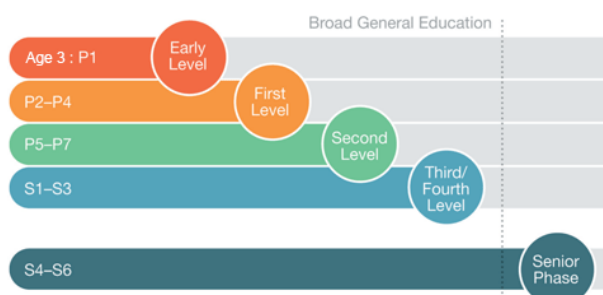 Broad General Education
Age 3 : P1
Early
Level
P2–P4
First
Level
P5–P7
Second
Level
S1–S3
Third/
Fourth
Level
S4–S6
Senior
Phase